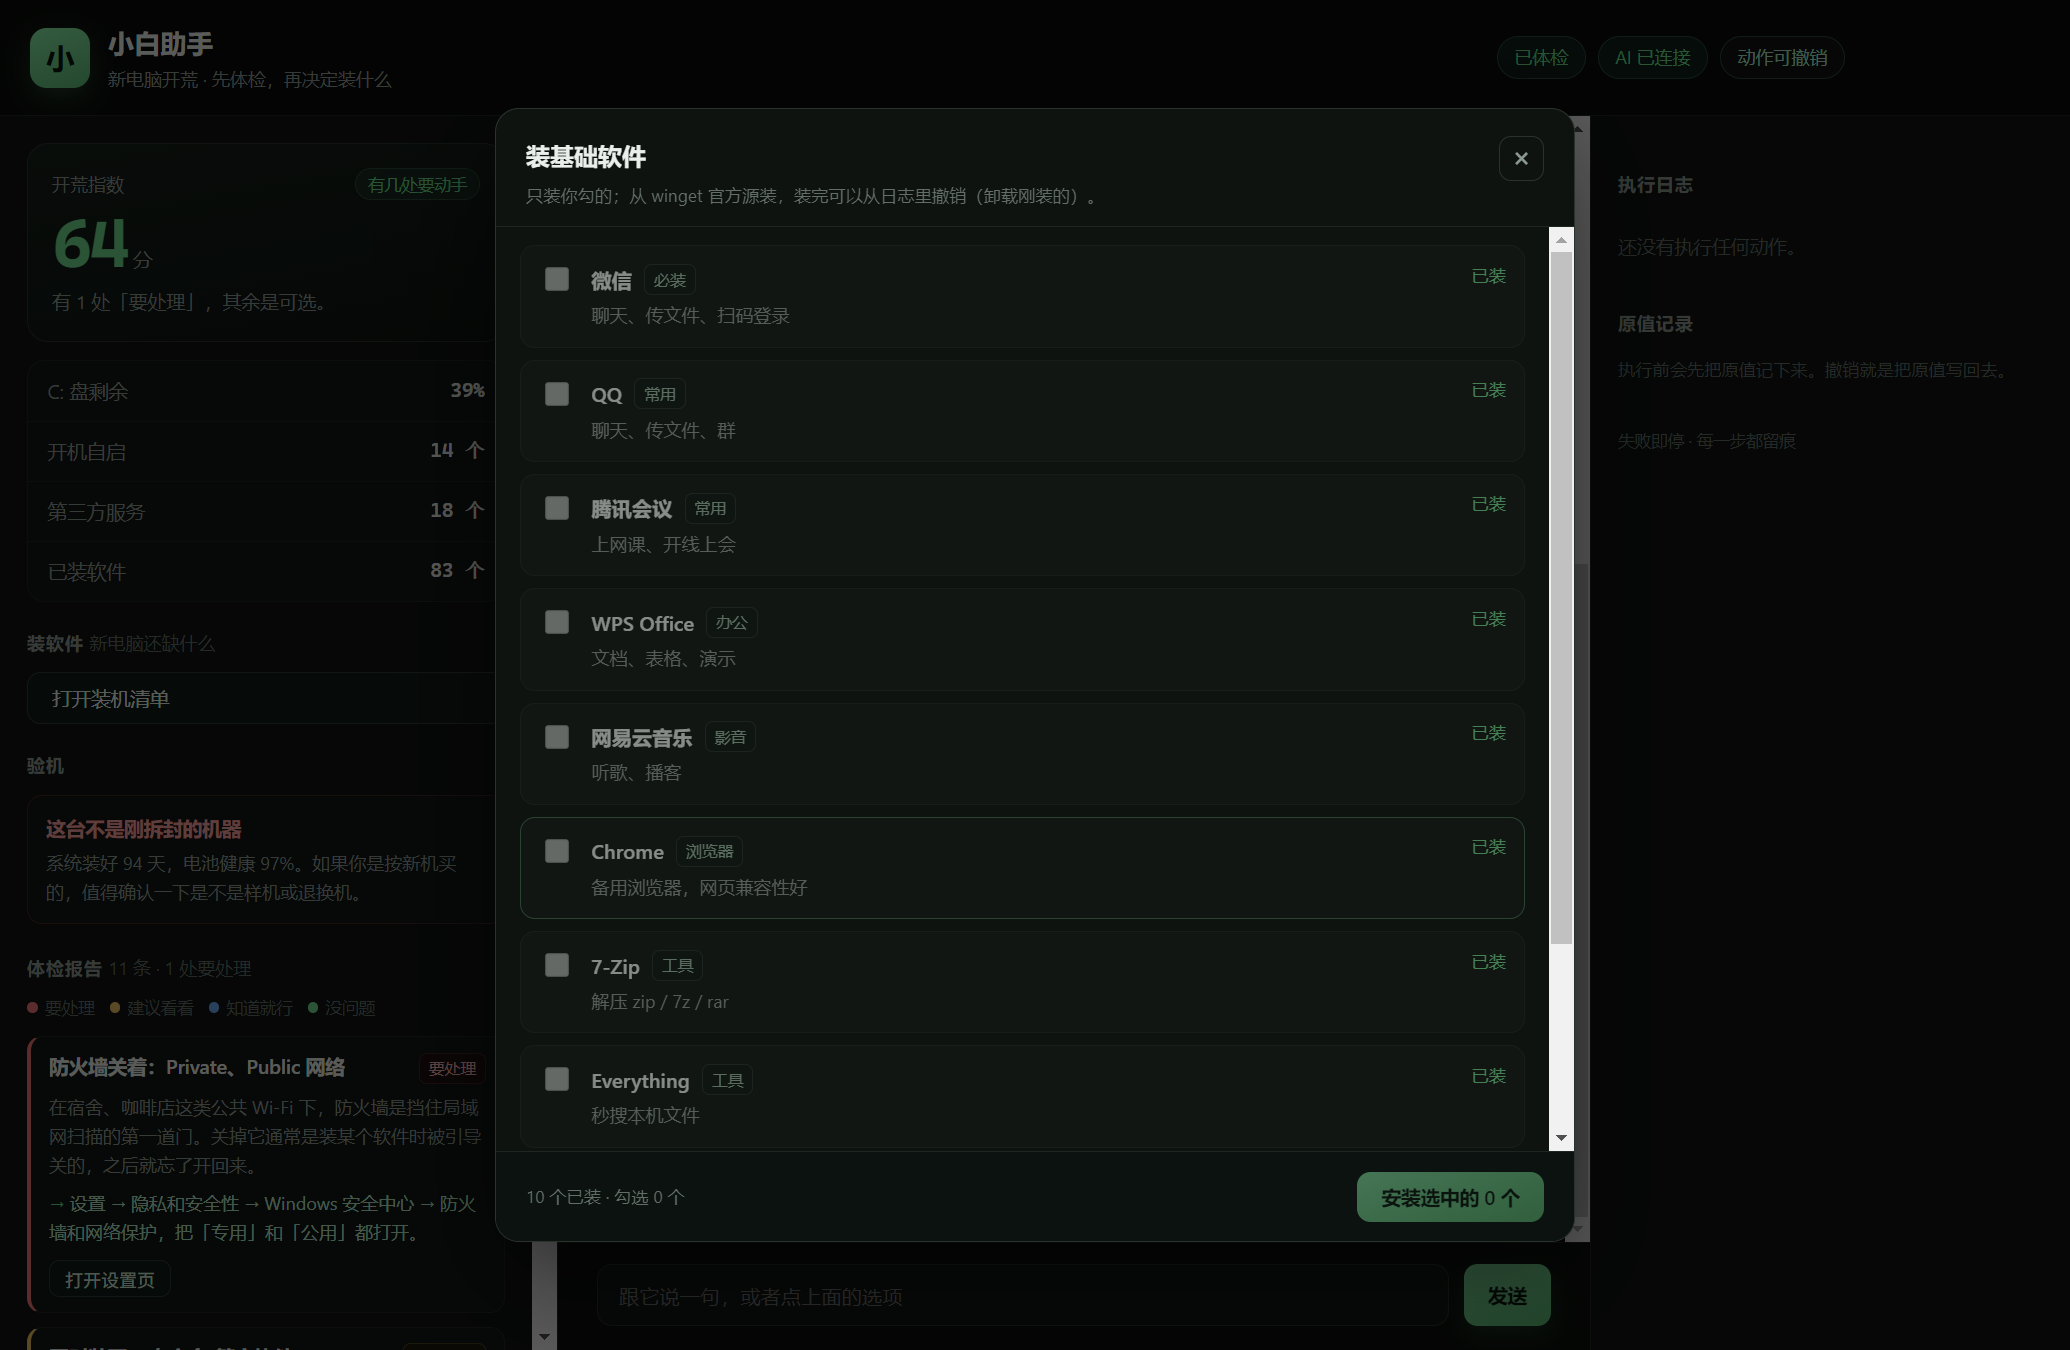 小
小白助手
新电脑开荒 · 先体检，再决定装什么
已体检
AI 已连接
动作可撤销
开荒指数
有几处要动手
64 分
有 1 处「要处理」，其余是可选。
C: 盘剩余
39%
开机自启
14 个
第三方服务
18 个
已装软件
83 个
装软件 新电脑还缺什么
打开装机清单
验机
这台不是刚拆封的机器
系统装好 94 天，电池健康 97%。如果你是按新机买
的，值得确认一下是不是样机或退换机。
体检报告 11 条 · 1 处要处理
要处理
建议看看
知道就行
没问题
防火墙关着：Private、Public 网络
要处理
在宿舍、咖啡店这类公共 Wi-Fi 下，防火墙是挡住局域
网扫描的第一道门。关掉它通常是装某个软件时被引导
关的，之后就忘了开回来。
→ 设置 → 隐私和安全性 → Windows 安全中心 → 防火
墙和网络保护，把「专用」和「公用」都打开。
打开设置页
装基础软件
只装你勾的；从 winget 官方源装，装完可以从日志里撤销（卸载刚装的）。
×
微信
必装
已装
聊天、传文件、扫码登录
QQ
常用
已装
聊天、传文件、群
腾讯会议
常用
已装
上网课、开线上会
WPS Office
办公
已装
文档、表格、演示
网易云音乐
影音
已装
听歌、播客
Chrome
浏览器
已装
备用浏览器，网页兼容性好
7-Zip
工具
已装
解压 zip / 7z / rar
Everything
工具
已装
秒搜本机文件
10 个已装 · 勾选 0 个
安装选中的 0 个
跟它说一句，或者点上面的选项
发送
执行日志
还没有执行任何动作。
原值记录
执行前会先把原值记下来。撤销就是把原值写回去。
失败即停 · 每一步都留痕